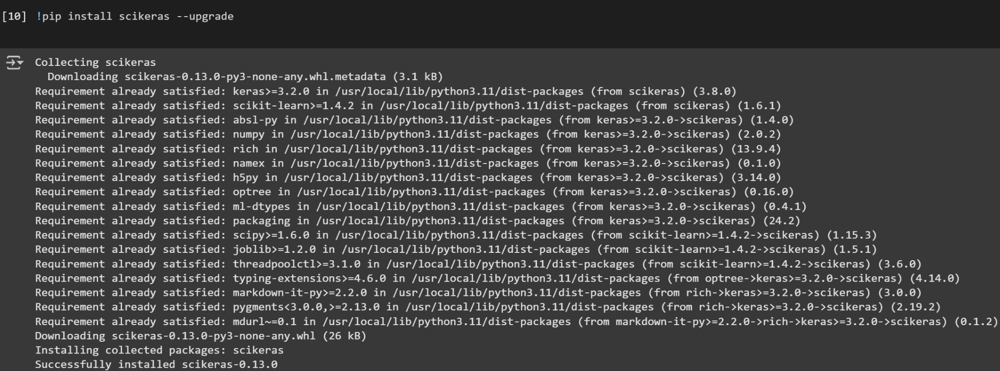 [10] !pip install scikeras --upgrade
Collecting scikeras
  Downloading scikeras-0.13.0-py3-none-any.whl.metadata (3.1 kB)
Requirement already satisfied: keras>=3.2.0 in /usr/local/lib/python3.11/dist-packages (from scikeras) (3.8.0)
Requirement already satisfied: scikit-learn>=1.4.2 in /usr/local/lib/python3.11/dist-packages (from scikeras) (1.6.1)
Requirement already satisfied: absl-py in /usr/local/lib/python3.11/dist-packages (from keras>=3.2.0->scikeras) (1.4.0)
Requirement already satisfied: numpy in /usr/local/lib/python3.11/dist-packages (from keras>=3.2.0->scikeras) (2.0.2)
Requirement already satisfied: rich in /usr/local/lib/python3.11/dist-packages (from keras>=3.2.0->scikeras) (13.9.4)
Requirement already satisfied: namex in /usr/local/lib/python3.11/dist-packages (from keras>=3.2.0->scikeras) (0.1.0)
Requirement already satisfied: h5py in /usr/local/lib/python3.11/dist-packages (from keras>=3.2.0->scikeras) (3.14.0)
Requirement already satisfied: optree in /usr/local/lib/python3.11/dist-packages (from keras>=3.2.0->scikeras) (0.16.0)
Requirement already satisfied: ml-dtypes in /usr/local/lib/python3.11/dist-packages (from keras>=3.2.0->scikeras) (0.4.1)
Requirement already satisfied: packaging in /usr/local/lib/python3.11/dist-packages (from keras>=3.2.0->scikeras) (24.2)
Requirement already satisfied: scipy>=1.6.0 in /usr/local/lib/python3.11/dist-packages (from scikit-learn>=1.4.2->scikeras) (1.15.3)
Requirement already satisfied: joblib>=1.2.0 in /usr/local/lib/python3.11/dist-packages (from scikit-learn>=1.4.2->scikeras) (1.5.1)
Requirement already satisfied: threadpoolctl>=3.1.0 in /usr/local/lib/python3.11/dist-packages (from scikit-learn>=1.4.2->scikeras) (3.6.0)
Requirement already satisfied: typing-extensions>=4.6.0 in /usr/local/lib/python3.11/dist-packages (from optree->keras>=3.2.0->scikeras) (4.14.0)
Requirement already satisfied: markdown-it-py>=2.2.0 in /usr/local/lib/python3.11/dist-packages (from rich->keras>=3.2.0->scikeras) (3.0.0)
Requirement already satisfied: pygments<3.0.0,>=2.13.0 in /usr/local/lib/python3.11/dist-packages (from rich->keras>=3.2.0->scikeras) (2.19.2)
Requirement already satisfied: mdurl~=0.1 in /usr/local/lib/python3.11/dist-packages (from markdown-it-py>=2.2.0->rich->keras>=3.2.0->scikeras) (0.1.2)
Downloading scikeras-0.13.0-py3-none-any.whl (26 kB)
Installing collected packages: scikeras
Successfully installed scikeras-0.13.0